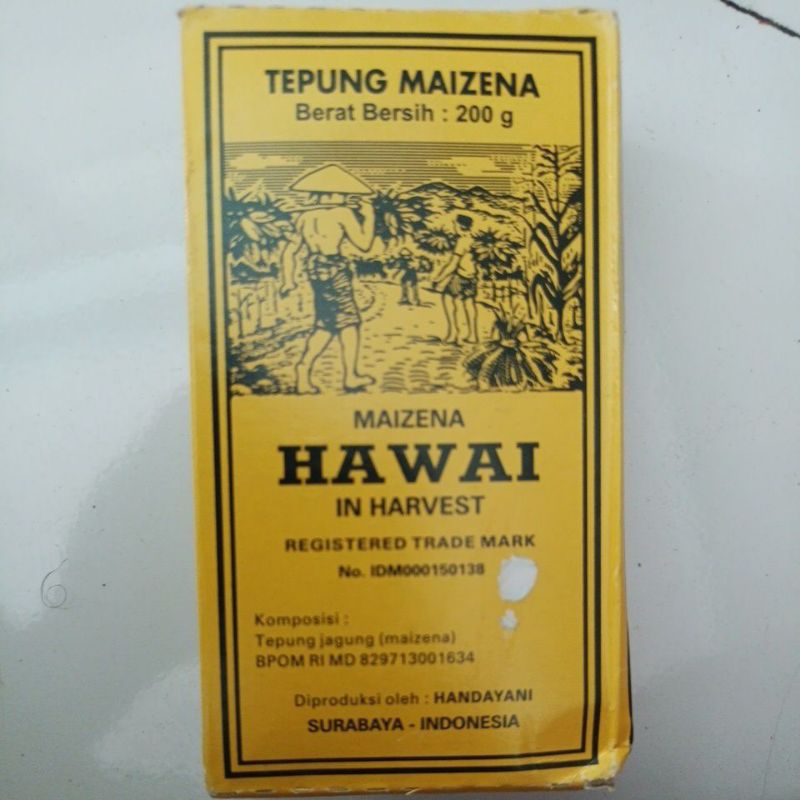 TEPUNG MAIZENA
Berat Bersih : 200 g
MAIZENA
HAWAI
IN HARVEST
REGISTERED TRADE MARK
No. IDM000150138
Komposisi :
Tepung jagung (maizena)
BPOM RI MD 829713001634
Diproduksi oleh : HANDAYANI
SURABAYA - INDONESIA